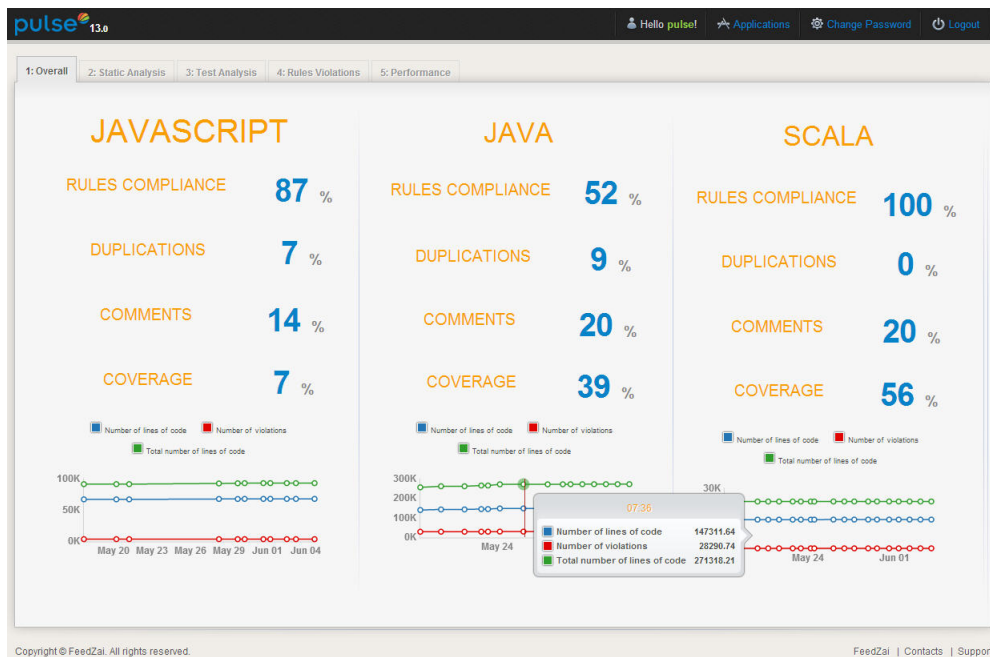 pulse 13.0
Hello pulse! Applications Change Password Logout
1: Overall 2: Static Analysis 3: Test Analysis 4: Rules Violations 5: Performance
JAVASCRIPT
RULES COMPLIANCE 87 %
DUPLICATIONS 7 %
COMMENTS 14 %
COVERAGE 7 %
Number of lines of code Number of violations
Total number of lines of code
100K
50K
0K
May 20 May 23 May 26 May 29 Jun 01 Jun 04
JAVA
RULES COMPLIANCE 52 %
DUPLICATIONS 9 %
COMMENTS 20 %
COVERAGE 39 %
Number of lines of code Number of violations
Total number of lines of code
300K
200K
100K
0K
May 24
07:36
Number of lines of code 147311.64
Number of violations 28290.74
Total number of lines of code 271318.21
SCALA
RULES COMPLIANCE 100 %
DUPLICATIONS 0 %
COMMENTS 20 %
COVERAGE 56 %
Number of lines of code Number of violations
Total number of lines of code
30K
May 24 Jun 01
Copyright © FeedZai. All rights reserved.
FeedZai | Contacts | Suppor